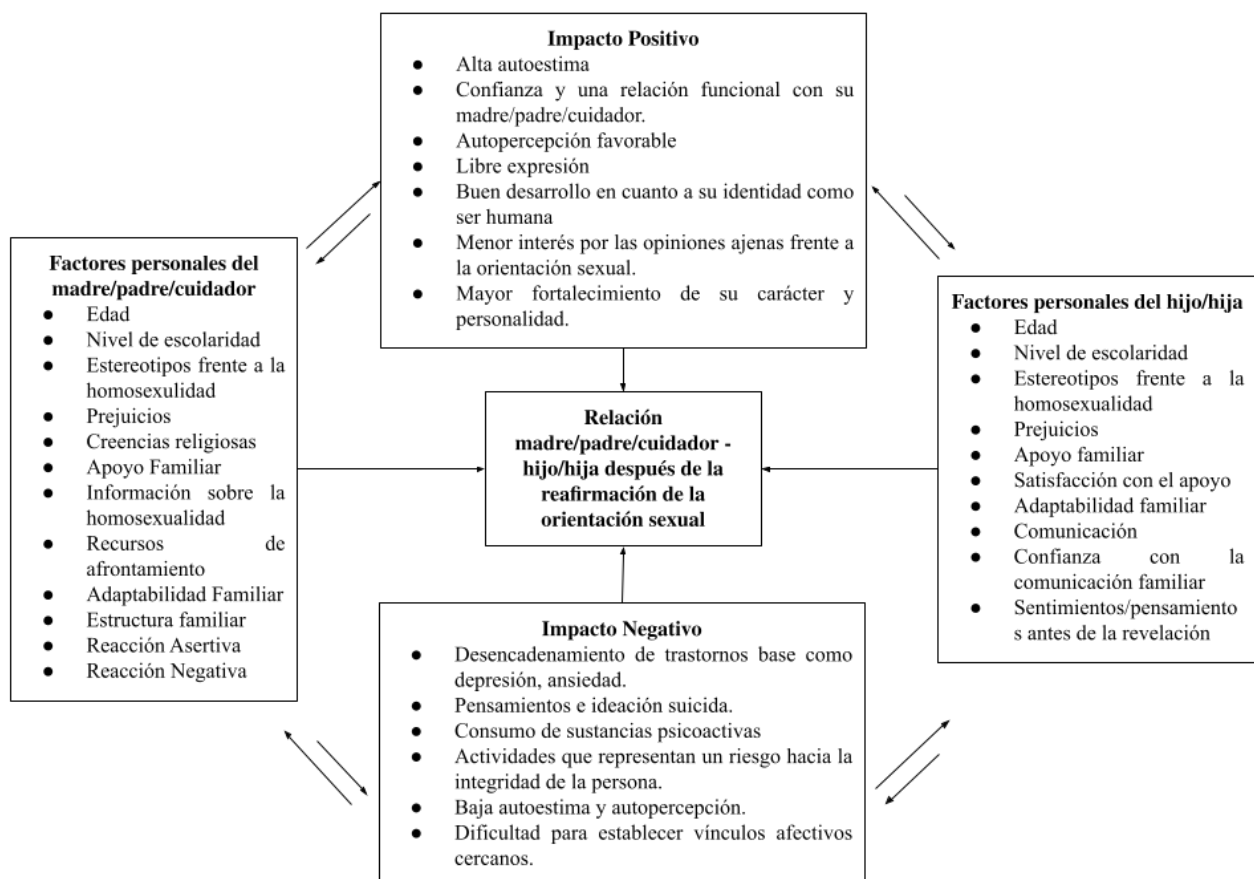 Impacto Positivo
● Alta autoestima
● Confianza y una relación funcional con su
madre/padre/cuidador.
● Autopercepción favorable
● Libre expresión
● Buen desarrollo en cuanto a su identidad como
ser humana
● Menor interés por las opiniones ajenas frente a
la orientación sexual.
● Mayor fortalecimiento de su carácter y
personalidad.
Factores personales del
madre/padre/cuidador
● Edad
● Nivel de escolaridad
● Estereotipos frente a la
homosexulidad
● Prejuicios
● Creencias religiosas
● Apoyo Familiar
● Información sobre la
homosexualidad
● Recursos de
afrontamiento
● Adaptabilidad Familiar
● Estructura familiar
● Reacción Asertiva
● Reacción Negativa
Relación
madre/padre/cuidador -
hijo/hija después de la
reafirmación de la
orientación sexual
Factores personales del hijo/hija
● Edad
● Nivel de escolaridad
● Estereotipos frente a la
homosexualidad
● Prejuicios
● Apoyo familiar
● Satisfacción con el apoyo
● Adaptabilidad familiar
● Comunicación
● Confianza con la
comunicación familiar
● Sentimientos/pensamiento
s antes de la revelación
Impacto Negativo
● Desencadenamiento de trastornos base como
depresión, ansiedad.
● Pensamientos e ideación suicida.
● Consumo de sustancias psicoactivas
● Actividades que representan un riesgo hacia la
integridad de la persona.
● Baja autoestima y autopercepción.
● Dificultad para establecer vínculos afectivos
cercanos.